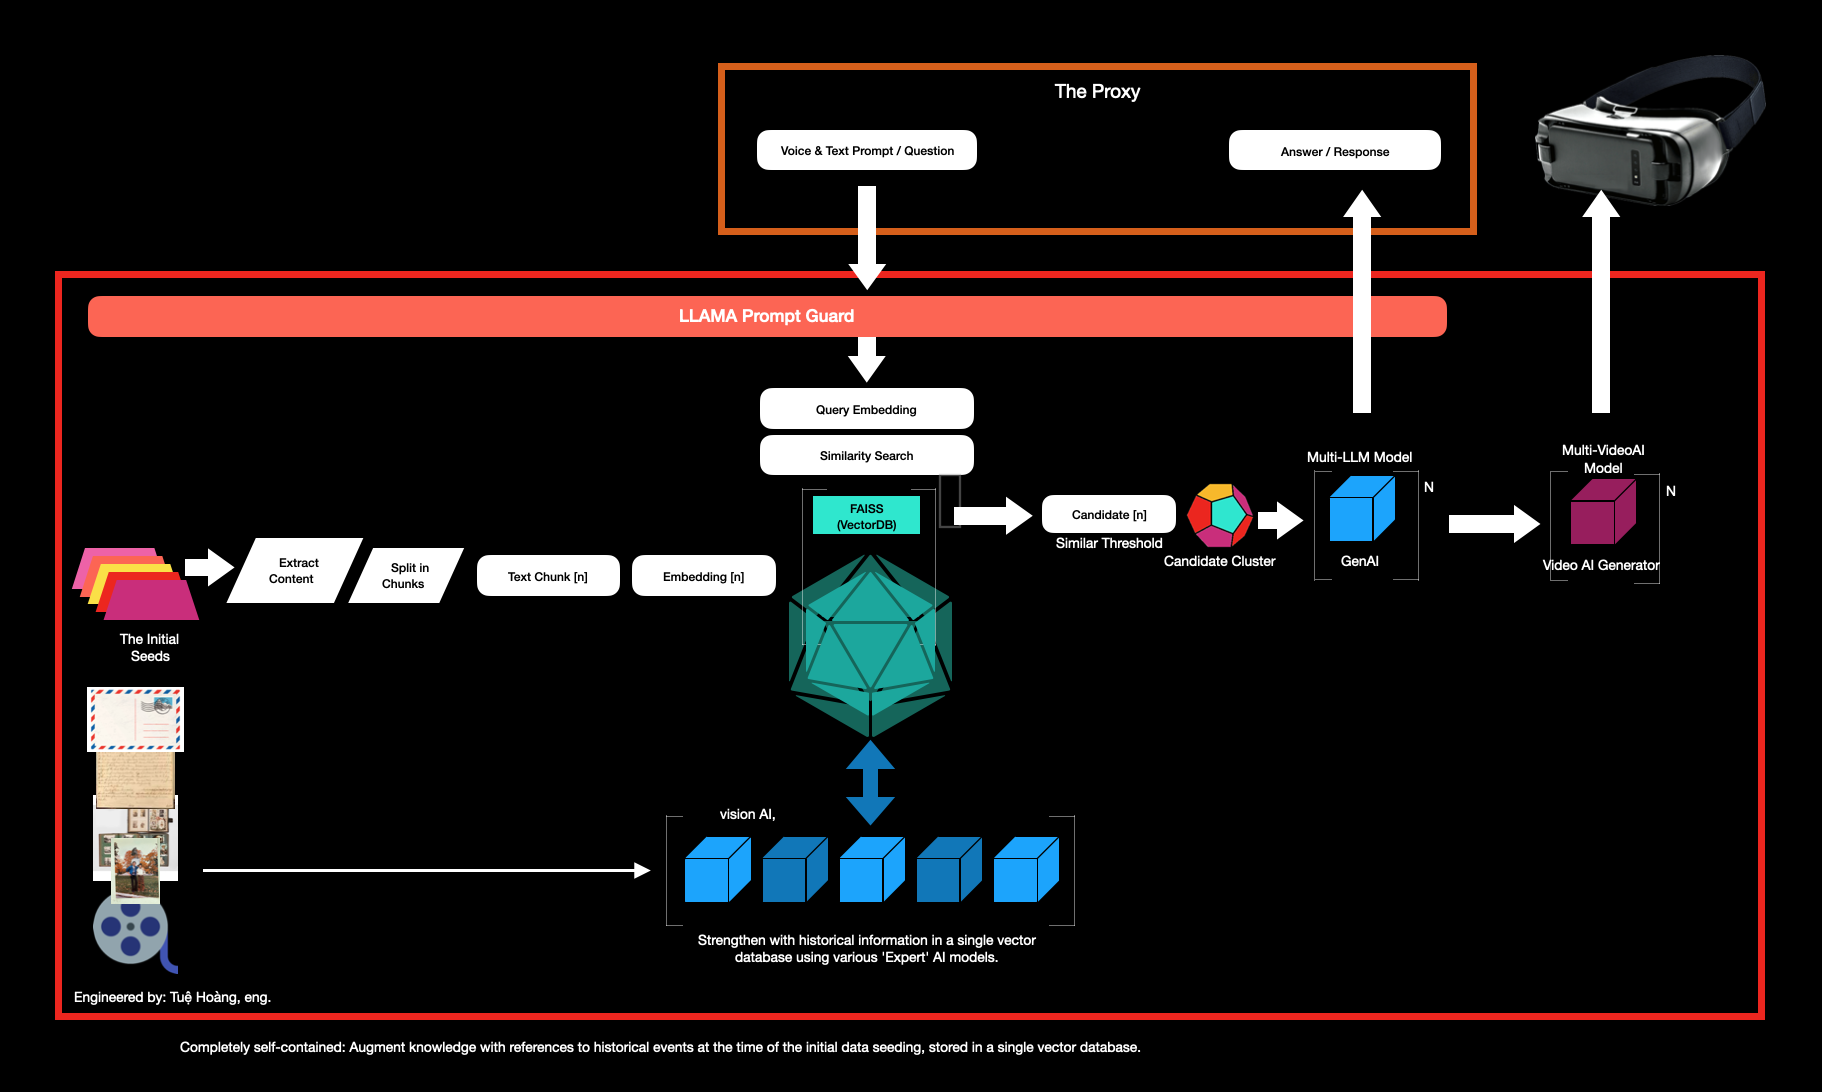 The Proxy
Voice & Text Prompt / Question
Answer / Response
LLAMA Prompt Guard
Query Embedding
Similarity Search
FAISS
(VectorDB)
Extract
Content
Split in
Chunks
Text Chunk [n]
Embedding [n]
The Initial
Seeds
Candidate [n]
Similar Threshold
Candidate Cluster
Multi-LLM Model
N
GenAI
Multi-VideoAI
Model
N
Video AI Generator
vision AI,
Strengthen with historical information in a single vector
database using various 'Expert' AI models.
Engineered by: Tuệ Hoàng, eng.
Completely self-contained: Augment knowledge with references to historical events at the time of the initial data seeding, stored in a single vector database.